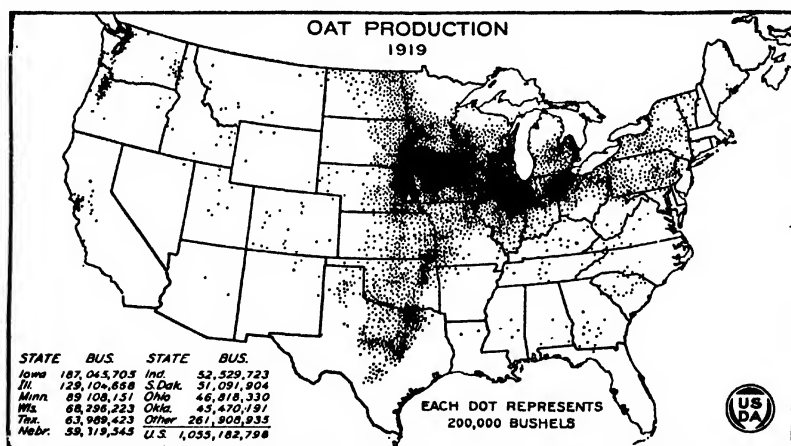 OAT PRODUCTION
1919
STATE BUS. STATE BUS.
Iowa 187,045,705 Ind. 52,529,723
Ill. 129,104,668 S.Dak. 51,091,904
Minn. 89,108,151 Ohio 46,818,330
Wis. 68,296,223 Okla. 45,470,191
Tex. 63,989,423 Other 261,908,935
Nebr. 59,819,545 U.S. 1,055,182,798
EACH DOT REPRESENTS
200,000 BUSHELS
US
DA